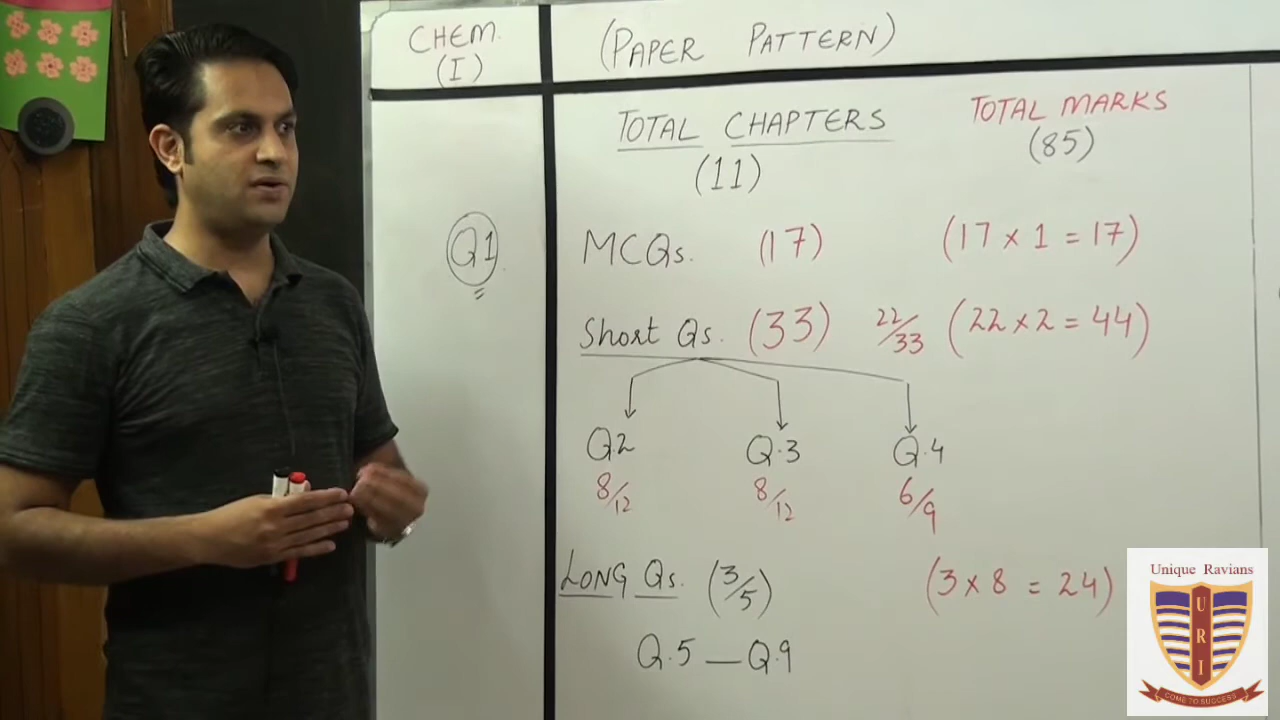 CHEM. (PAPER PATTERN)
(I)
TOTAL CHAPTERS TOTAL MARKS
(11) (85)
Q1 MCQs. (17) (17 x 1 = 17)
Short Qs. (33) 22/33 (22 x 2 = 44)
Q.2 Q.3 Q.4
8/12 8/12 6/9
LONG Qs. (3/5) (3 x 8 = 24)
Q.5 — Q.9
Unique Ravians
U
R
I
COME TO SUCCESS